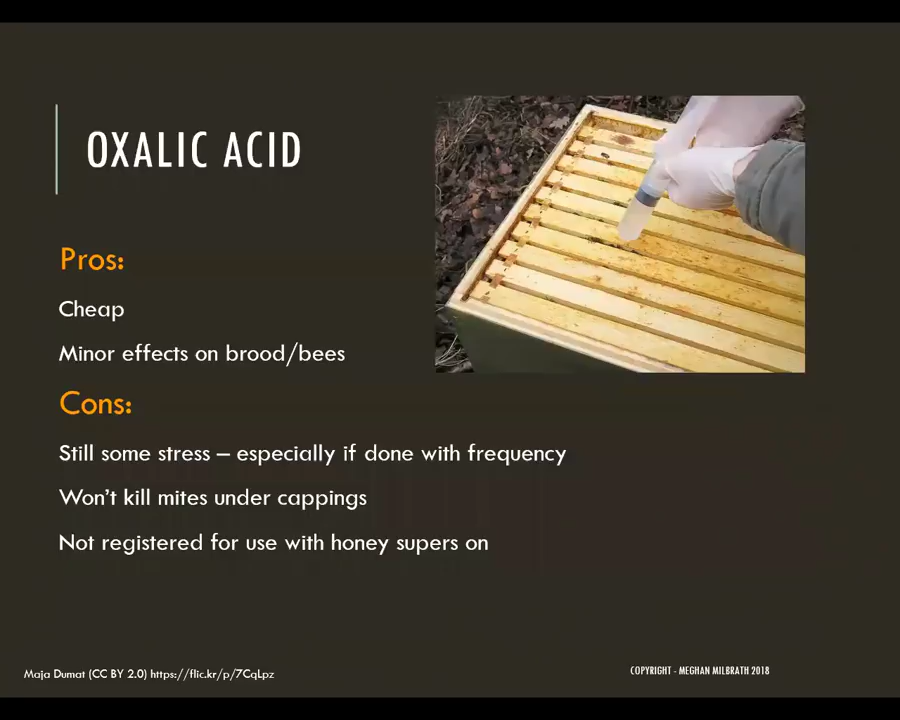 OXALIC ACID
Pros:
Cheap
Minor effects on brood/bees
Cons:
Still some stress – especially if done with frequency
Won't kill mites under cappings
Not registered for use with honey supers on
Maja Dumat (CC BY 2.0) https://flic.kr/p/7CqLpz
COPYRIGHT - MEGHAN MILBRATH 2018